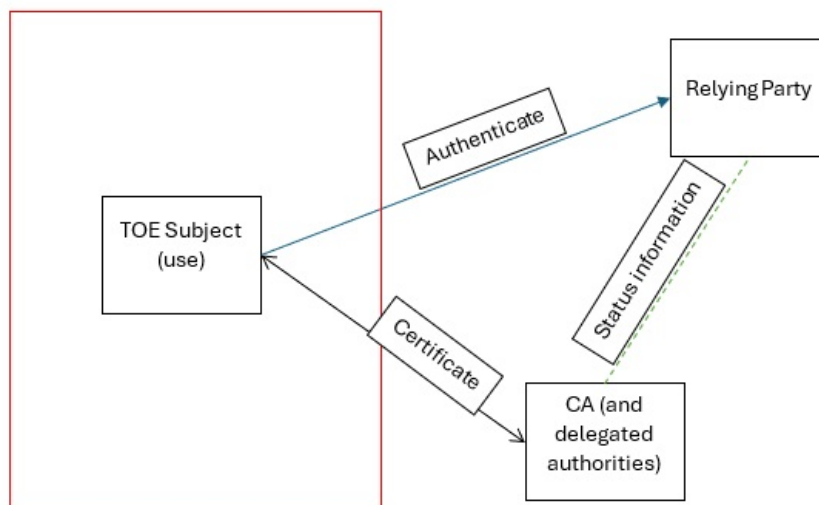 Relying Party
Authenticate
TOE Subject
(use)
Status information
Certificate
CA (and
delegated
authorities)